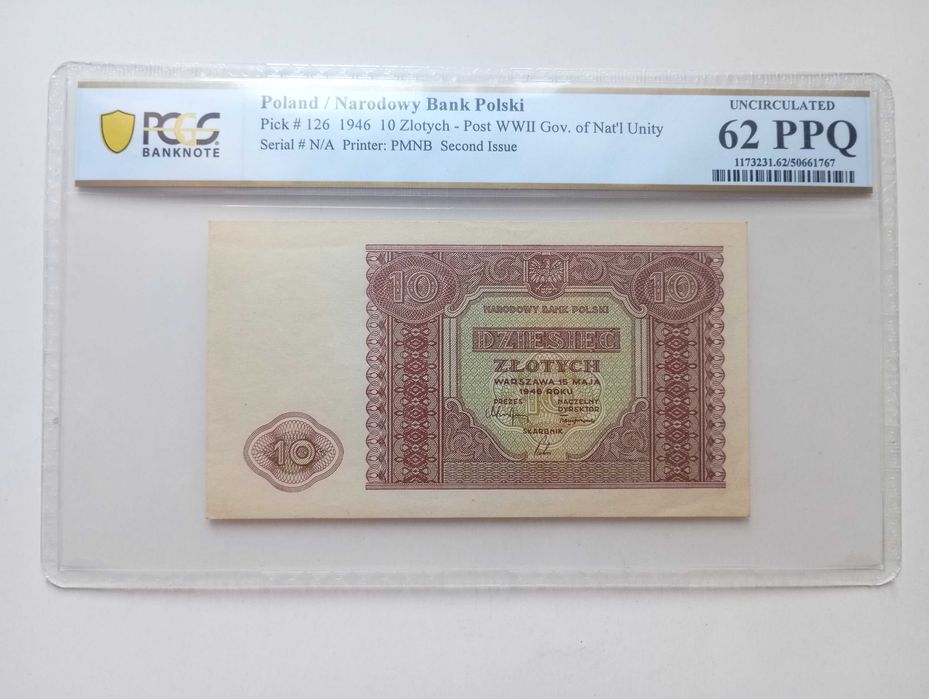 PCGS
BANKNOTE
Poland / Narodowy Bank Polski
Pick # 126 1946 10 Zlotych - Post WWII Gov. of Nat'l Unity
Serial # N/A Printer: PMNB Second Issue
UNCIRCULATED
62 PPQ
1173231.62/50661767
10
10
NARODOWY BANK POLSKI
DZIESIĘĆ
ZŁOTYCH
WARSZAWA 15 MAJA
1946 ROKU
PREZES NACZELNY
DYREKTOR
SKARBNIK
10
10